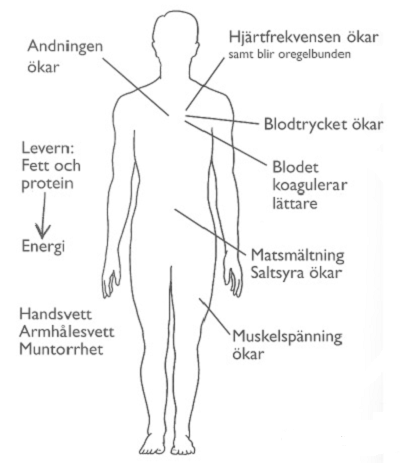 Andningen
ökar
Hjärtfrekvensen ökar
samt blir oregelbunden
Blodtrycket ökar
Blodet
koagulerar
lättare
Levern:
Fett och
protein
Energi
Matsmältning
Saltsyra ökar
Handsvett
Armhålesvett
Muntorrhet
Muskelspänning
ökar